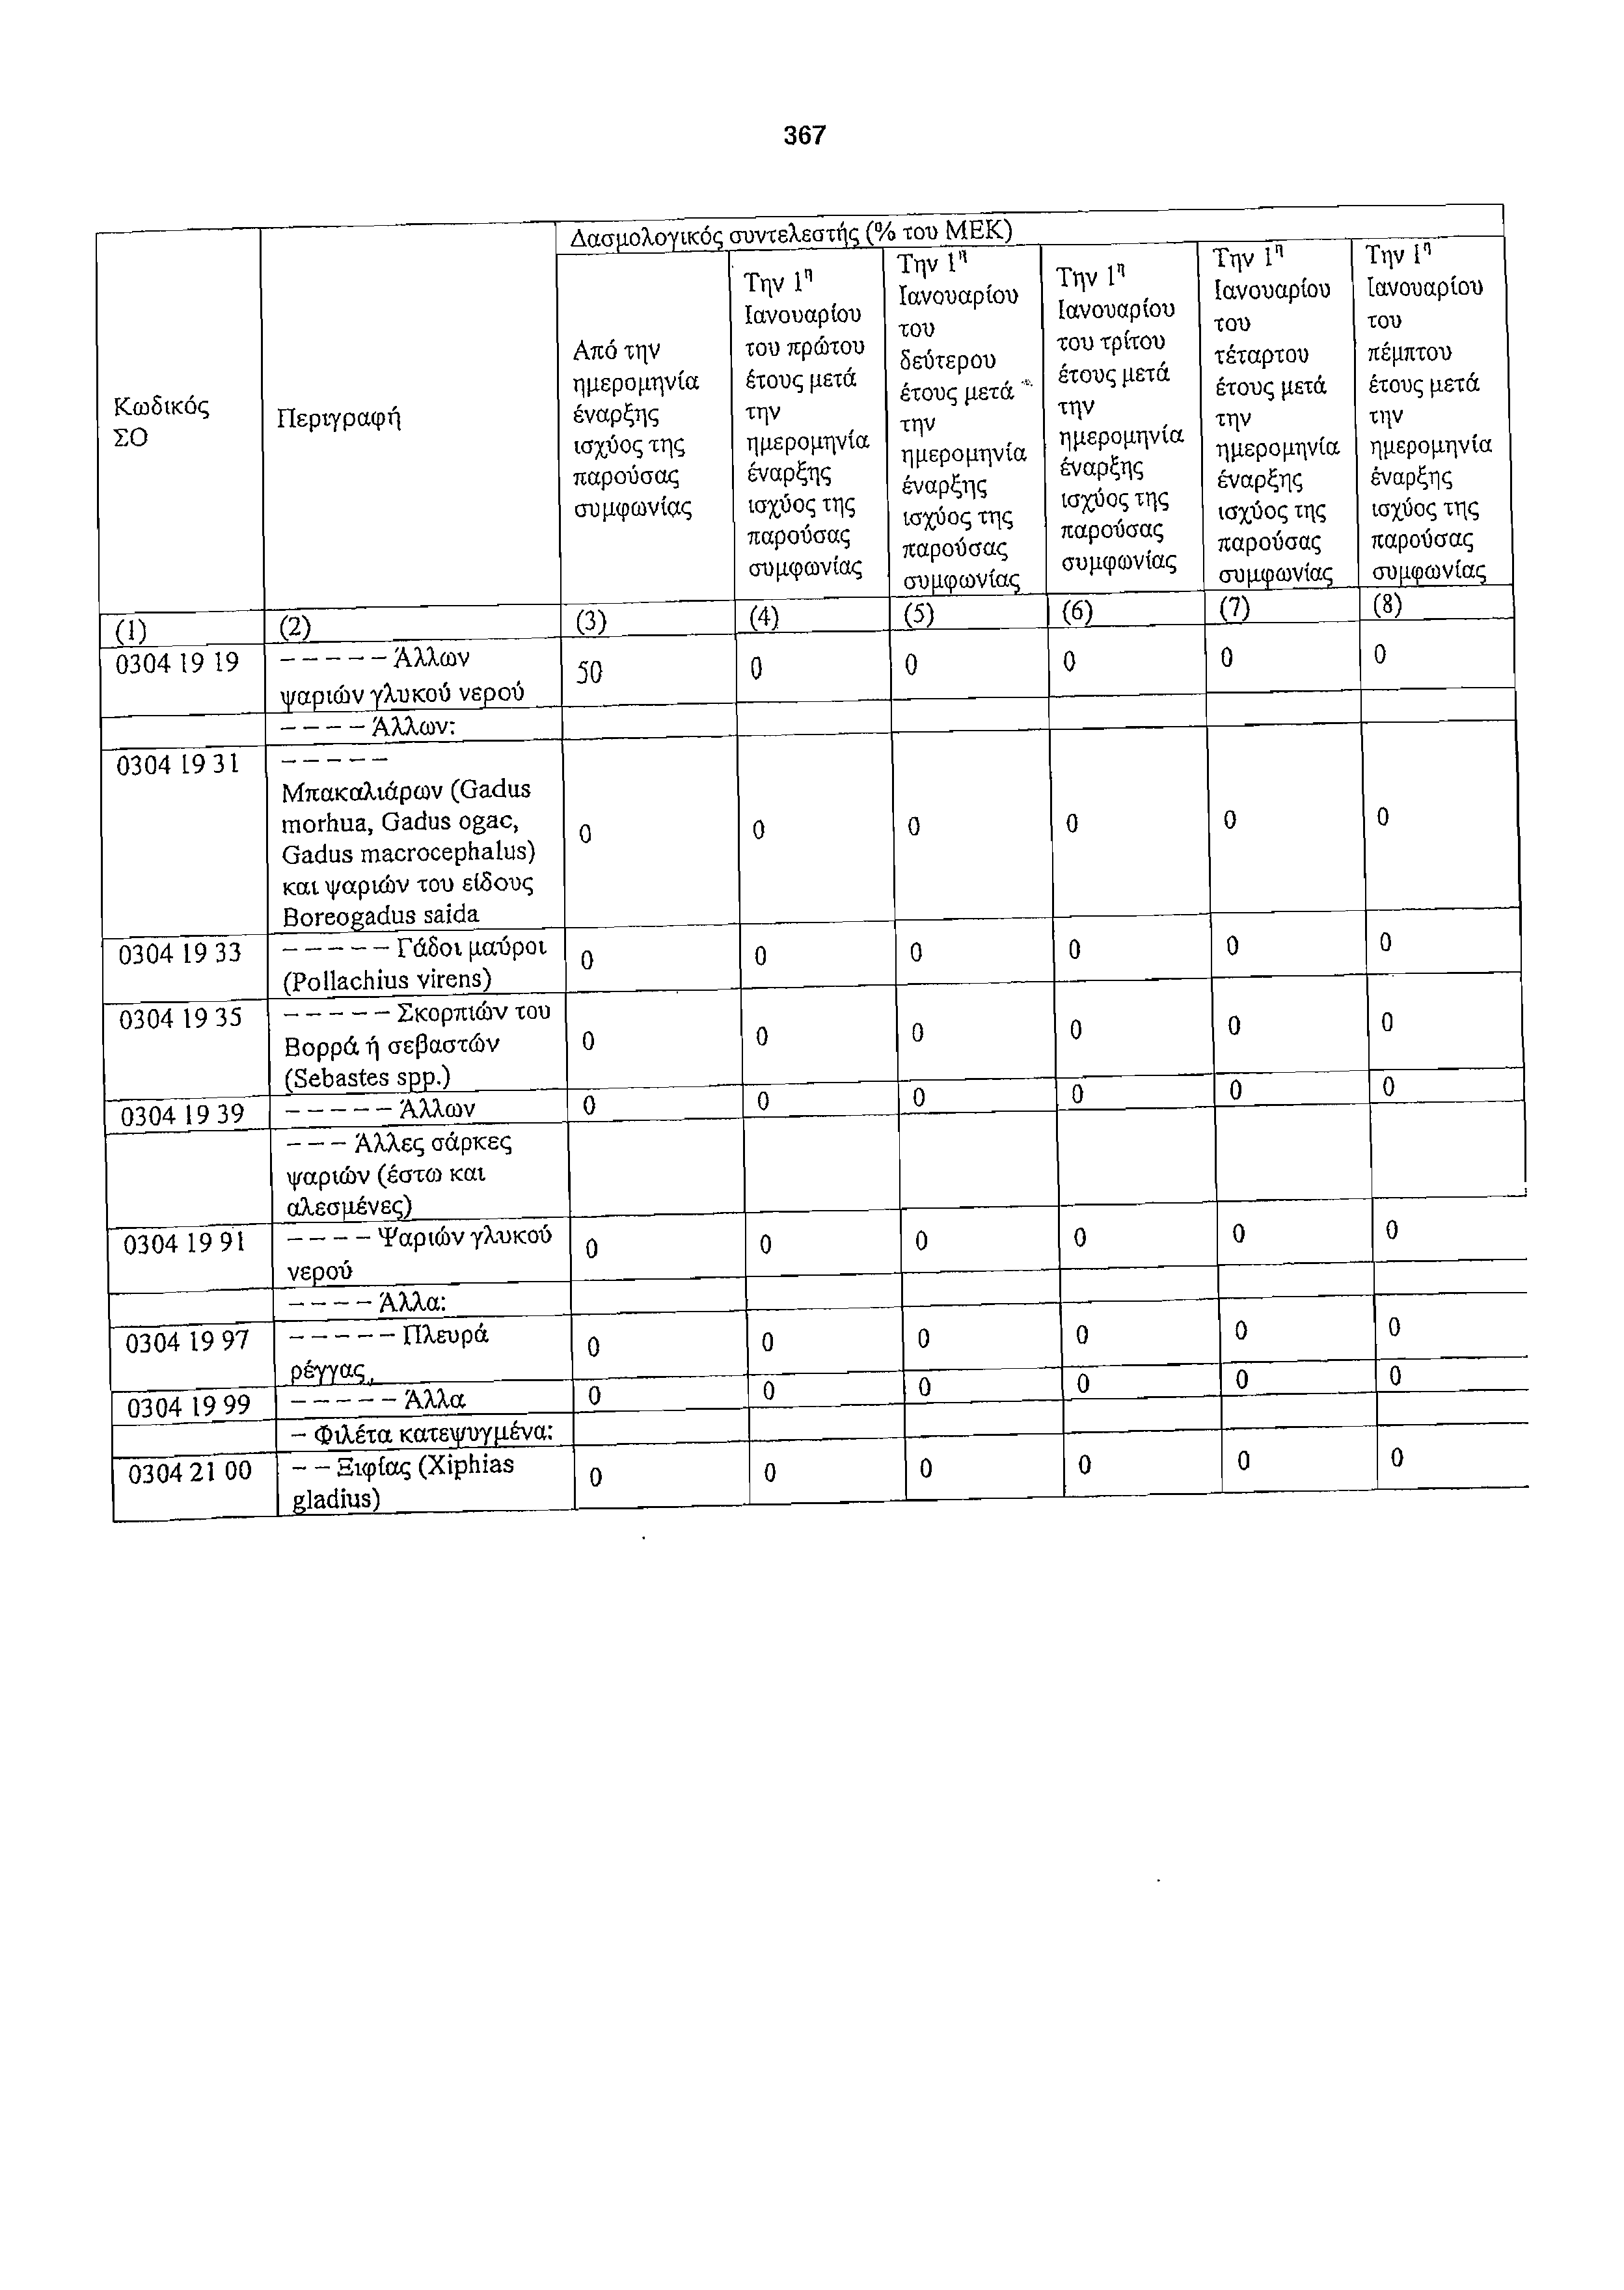 367
Δασμολογικός συντελεστής (% του ΜΕΚ)
Κωδικός
ΣΟ
Περιγραφή
Από την
ημερομηνία
έναρξης
ισχύος της
παρούσας
συμφωνίας
Την 1η
Ιανουαρίου
του πρώτου
έτους μετά
την
ημερομηνία
έναρξης
ισχύος της
παρούσας
συμφωνίας
Την 1η
Ιανουαρίου
του
δεύτερου
έτους μετά
την
ημερομηνία
έναρξης
ισχύος της
παρούσας
συμφωνίας
Την 1η
Ιανουαρίου
του τρίτου
έτους μετά
την
ημερομηνία
έναρξης
ισχύος της
παρούσας
συμφωνίας
Την 1η
Ιανουαρίου
του
τέταρτου
έτους μετά
την
ημερομηνία
έναρξης
ισχύος της
παρούσας
συμφωνίας
Την 1η
Ιανουαρίου
του
πέμπτου
έτους μετά
την
ημερομηνία
έναρξης
ισχύος της
παρούσας
συμφωνίας
(1) (2) (3) (4) (5) (6) (7) (8)
0304 19 19 – – – – – Άλλων
ψαριών γλυκού νερού 50 0 0 0 0 0
– – – – Άλλων:
0304 19 31 – – – – –
Μπακαλιάρων (Gadus
morhua, Gadus ogac,
Gadus macrocephalus) 0 0 0 0 0 0
και ψαριών του είδους
Boreogadus saida
0304 19 33 – – – – – Γάδοι μαύροι
(Pollachius virens) 0 0 0 0 0 0
0304 19 35 – – – – – Σκορπιών του
Βορρά ή σεβαστών 0 0 0 0 0 0
(Sebastes spp.)
0304 19 39 – – – – – Άλλων 0 0 0 0 0 0
– – – Άλλες σάρκες
ψαριών (έστω και
αλεσμένες)
0304 19 91 – – – – Ψαριών γλυκού
νερού 0 0 0 0 0 0
– – – – Άλλα:
0304 19 97 – – – – – Πλευρά
ρέγγας 0 0 0 0 0 0
0304 19 99 – – – – – Άλλα 0 0 0 0 0 0
– Φιλέτα κατεψυγμένα:
0304 21 00 – – Ξιφίας (Xiphias
gladius) 0 0 0 0 0 0